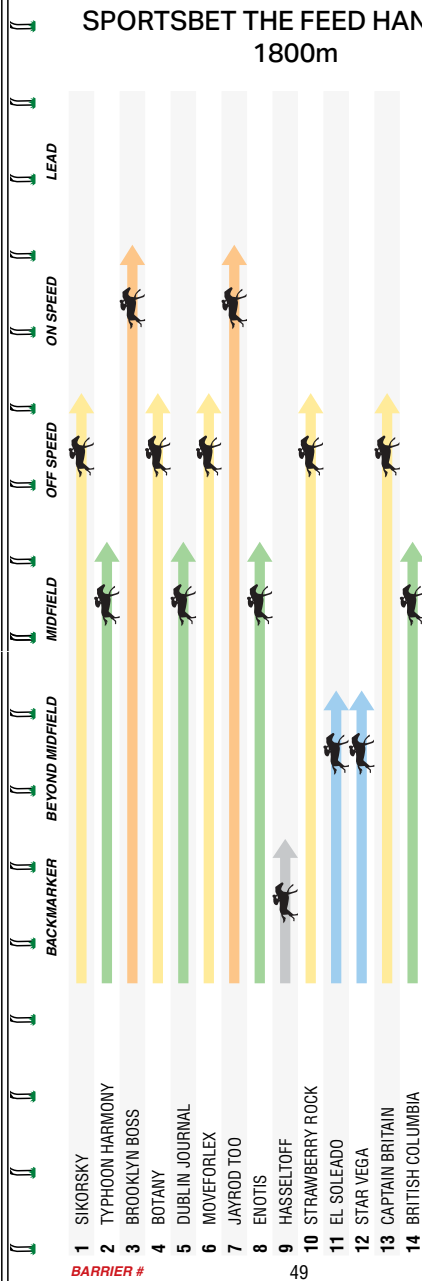 SPORTSBET THE FEED HAN
1800m
LEAD
ON SPEED
OFF SPEED
MIDFIELD
BEYOND MIDFIELD
BACKMARKER
1 SIKORSKY
2 TYPHOON HARMONY
3 BROOKLYN BOSS
4 BOTANY
5 DUBLIN JOURNAL
6 MOVEFORLEX
7 JAYROD TOO
8 ENOTIS
9 HASSELTOFF
10 STRAWBERRY ROCK
11 EL SOLEADO
12 STAR VEGA
13 CAPTAIN BRITAIN
14 BRITISH COLUMBIA
BARRIER #
49